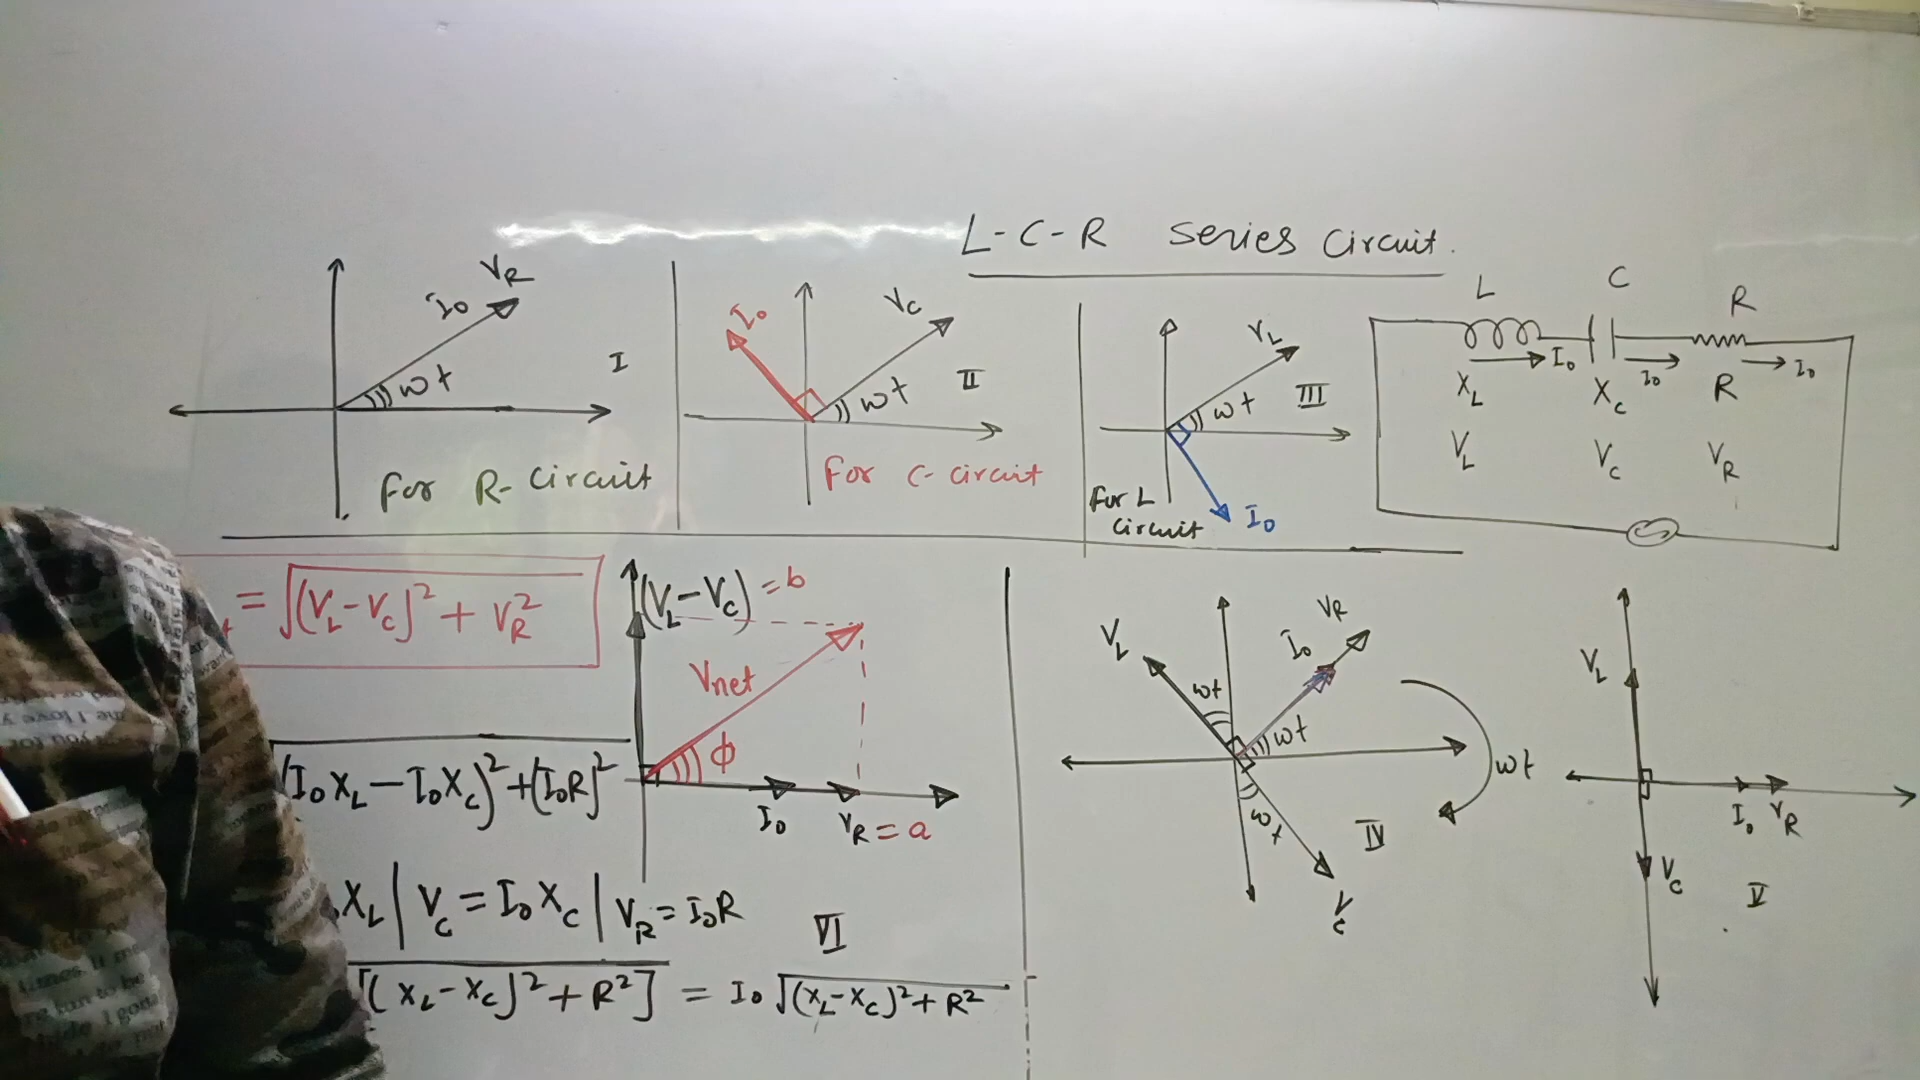 L-C-R Series Circuit.
I₀ V_R
ωt
I
For R- Circuit
I₀ V_C
ωt
II
For C- Circuit
V_L
ωt
III
For L
Circuit
I₀
L C R
I₀ I₀ I₀
X_L X_C R
V_L V_C V_R
= √(V_L-V_C)² + V_R²
(V_L-V_C) = b
V_net
ϕ
I₀ V_R = a
(I₀X_L-I₀X_C)²+(I₀R)²
X_L | V_C = I₀X_C | V_R = I₀R
VI
[(X_L-X_C)²+R²] = I₀ √(X_L-X_C)²+R²
V_L I₀ V_R
ωt
ωt
ωt
ωt
IV
V_C
V_L
I₀ V_R
V_C
V